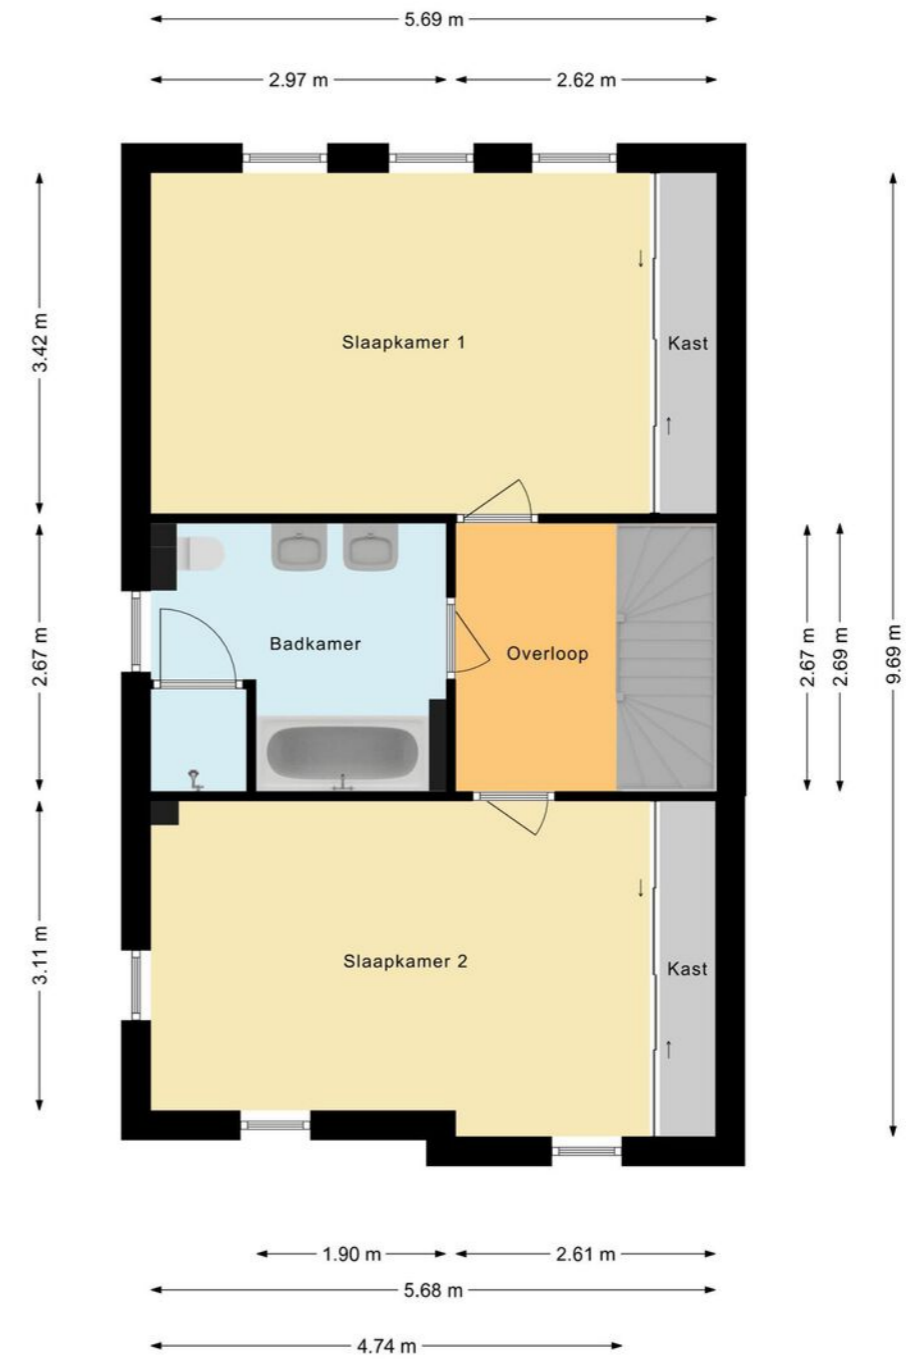 5.69 m
2.97 m
2.62 m
3.42 m
Slaapkamer 1
Kast
2.67 m
Badkamer
Overloop
2.67 m
2.69 m
9.69 m
3.11 m
Slaapkamer 2
Kast
1.90 m
2.61 m
5.68 m
4.74 m